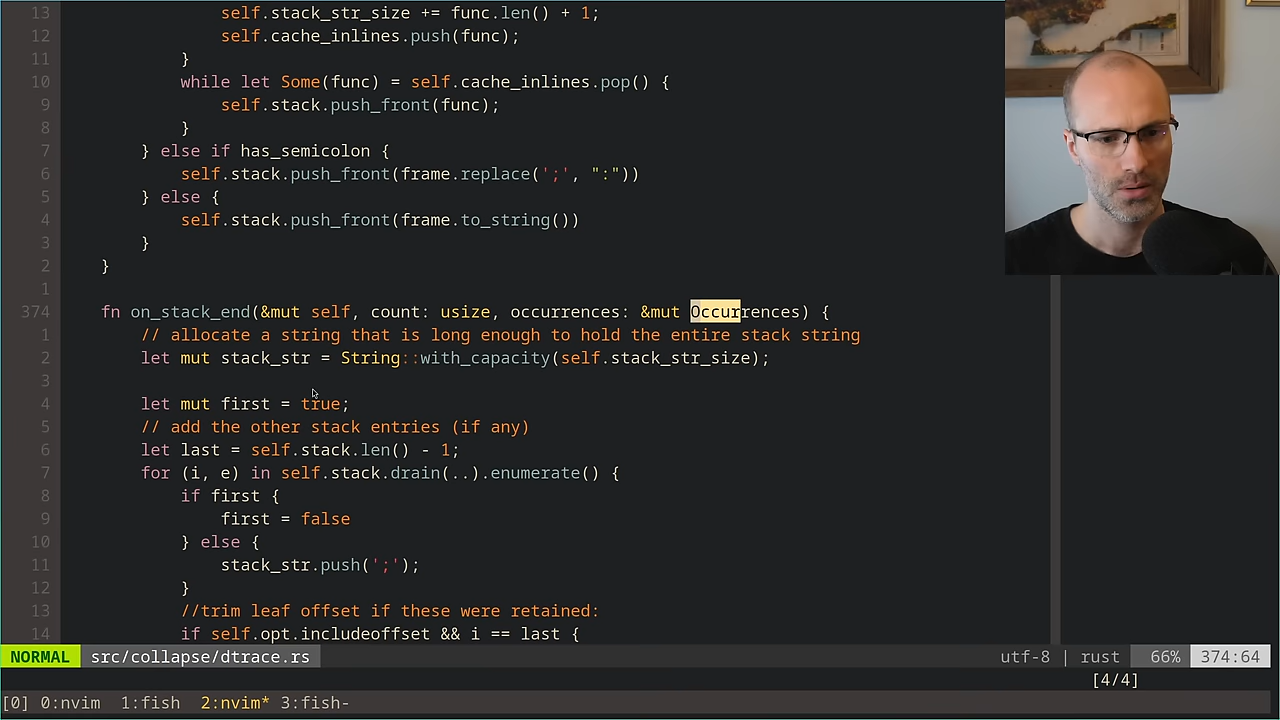 13                self.stack_str_size += func.len() + 1;
12                self.cache_inlines.push(func);
11            }
10            while let Some(func) = self.cache_inlines.pop() {
9                self.stack.push_front(func);
8            }
7        } else if has_semicolon {
6            self.stack.push_front(frame.replace(';', ":"))
5        } else {
4            self.stack.push_front(frame.to_string())
3        }
2    }
1
374    fn on_stack_end(&mut self, count: usize, occurrences: &mut Occurrences) {
1        // allocate a string that is long enough to hold the entire stack string
2        let mut stack_str = String::with_capacity(self.stack_str_size);
3
4        let mut first = true;
5        // add the other stack entries (if any)
6        let last = self.stack.len() - 1;
7        for (i, e) in self.stack.drain(..).enumerate() {
8            if first {
9                first = false
10            } else {
11                stack_str.push(';');
12            }
13            //trim leaf offset if these were retained:
14            if self.opt.includeoffset && i == last {
NORMAL src/collapse/dtrace.rs utf-8 | rust 66% 374:64
[4/4]
[0] 0:nvim 1:fish 2:nvim* 3:fish-